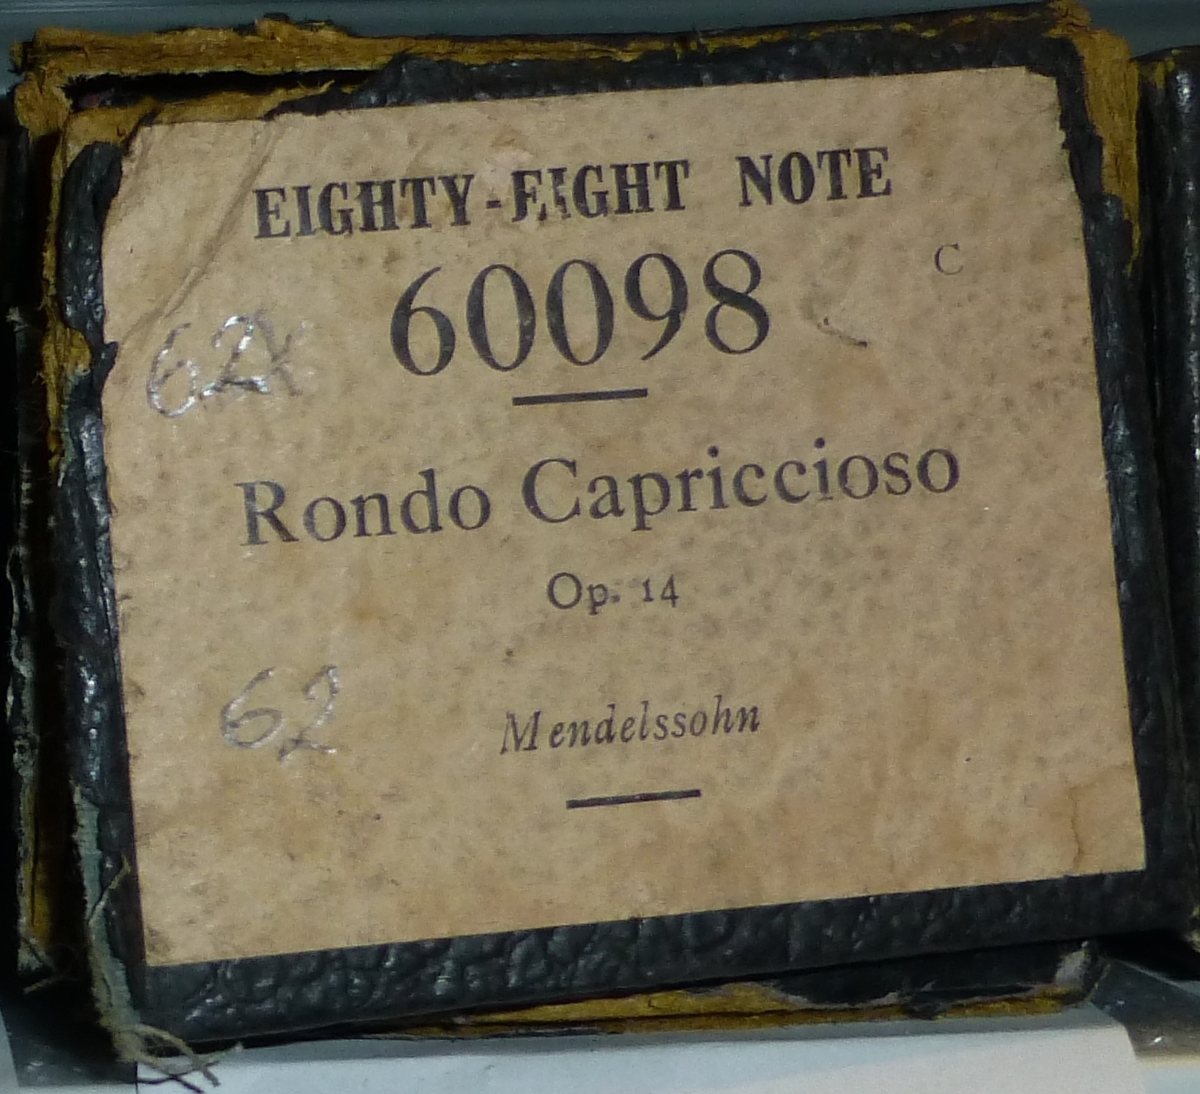 EIGHTY-EIGHT NOTE
60098
C
62
Rondo Capriccioso
Op. 14
62
Mendelssohn